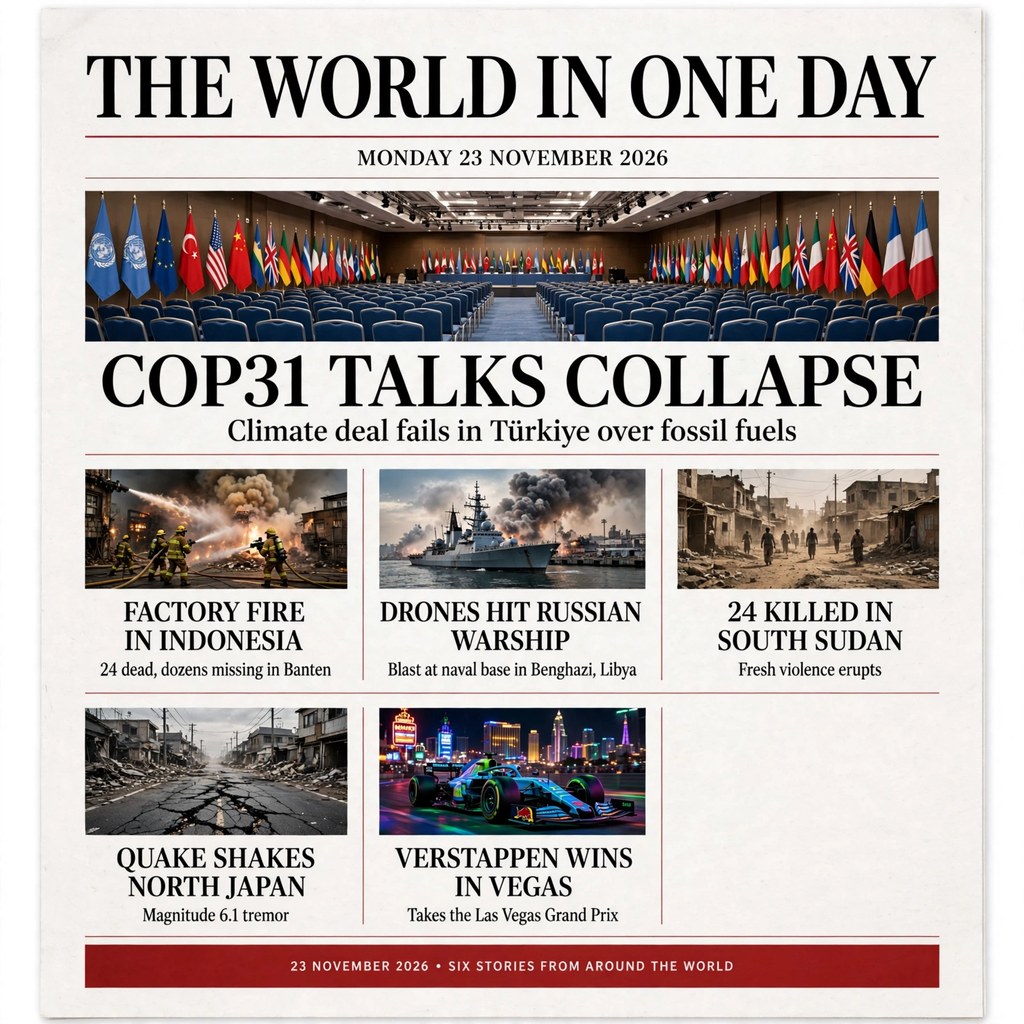 THE WORLD IN ONE DAY
MONDAY 23 NOVEMBER 2026
COP31 TALKS COLLAPSE
Climate deal fails in Türkiye over fossil fuels
FACTORY FIRE
IN INDONESIA
24 dead, dozens missing in Banten
DRONES HIT RUSSIAN
WARSHIP
Blast at naval base in Benghazi, Libya
24 KILLED IN
SOUTH SUDAN
Fresh violence erupts
QUAKE SHAKES
NORTH JAPAN
Magnitude 6.1 tremor
VERSTAPPEN WINS
IN VEGAS
Takes the Las Vegas Grand Prix
23 NOVEMBER 2026 • SIX STORIES FROM AROUND THE WORLD